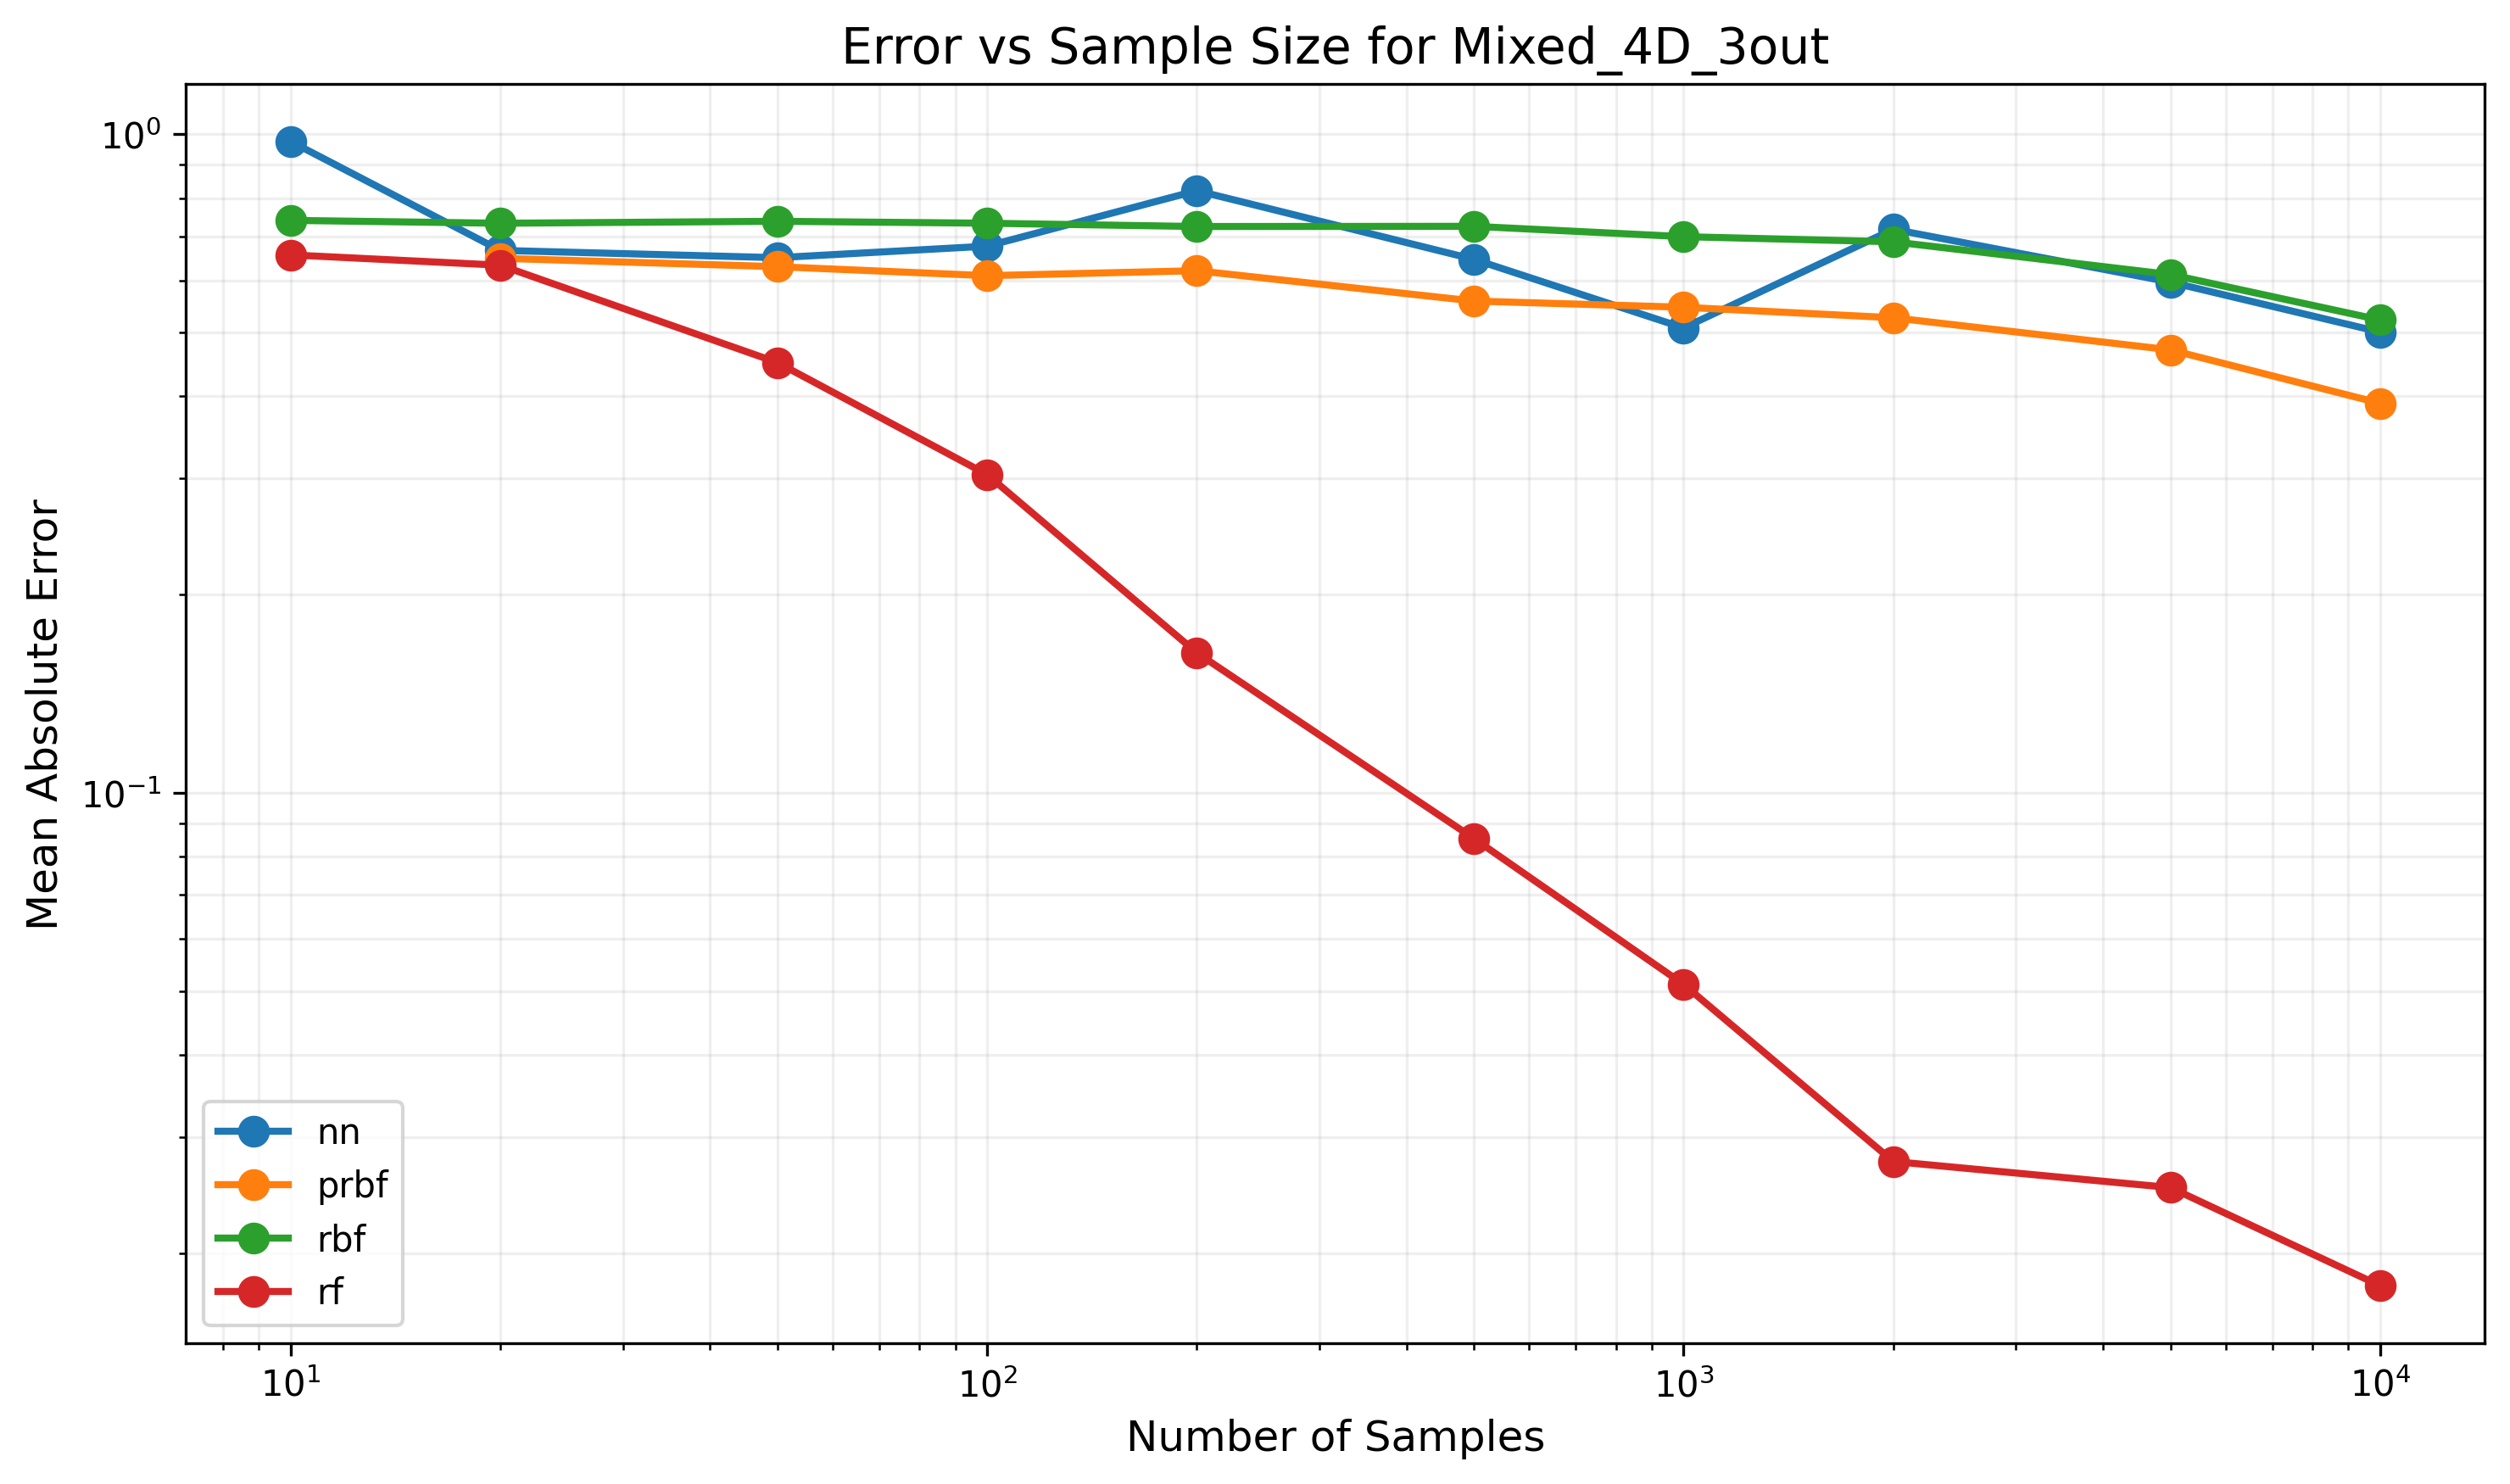 Error vs Sample Size for Mixed_4D_3out
Mean Absolute Error
10⁰
10⁻¹
nn
prbf
rbf
rf
10¹ 10² 10³ 10⁴
Number of Samples